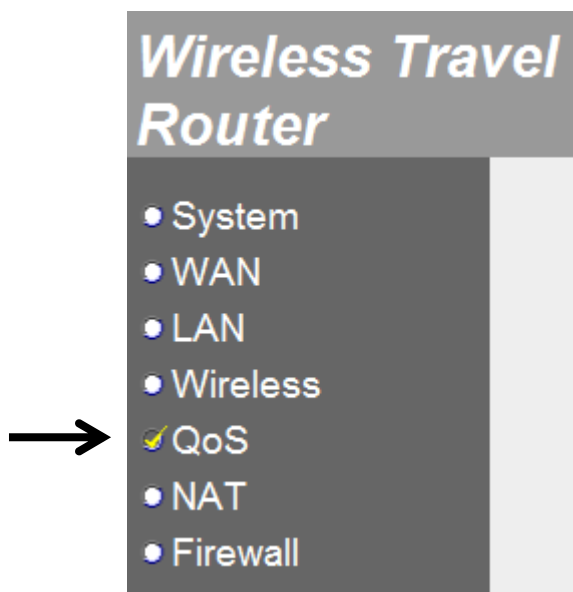 Wireless Travel
Router
System
WAN
LAN
Wireless
QoS
NAT
Firewall